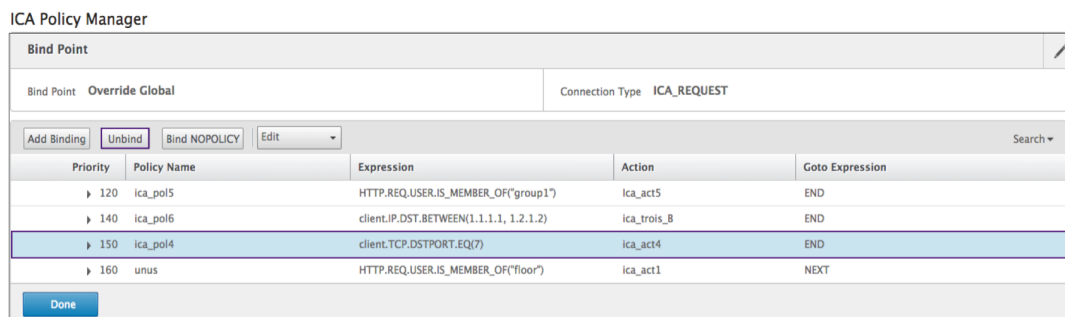 ICA Policy Manager
Bind Point
Bind Point Override Global Connection Type ICA_REQUEST
Add Binding Unbind Bind NOPOLICY Edit Search
Priority Policy Name Expression Action Goto Expression
120 ica_pol5 HTTP.REQ.USER.IS_MEMBER_OF("group1") Ica_act5 END
140 ica_pol6 client.IP.DST.BETWEEN(1.1.1.1, 1.2.1.2) ica_trois_B END
150 ica_pol4 client.TCP.DSTPORT.EQ(7) ica_act4 END
160 unus HTTP.REQ.USER.IS_MEMBER_OF("floor") ica_act1 NEXT
Done